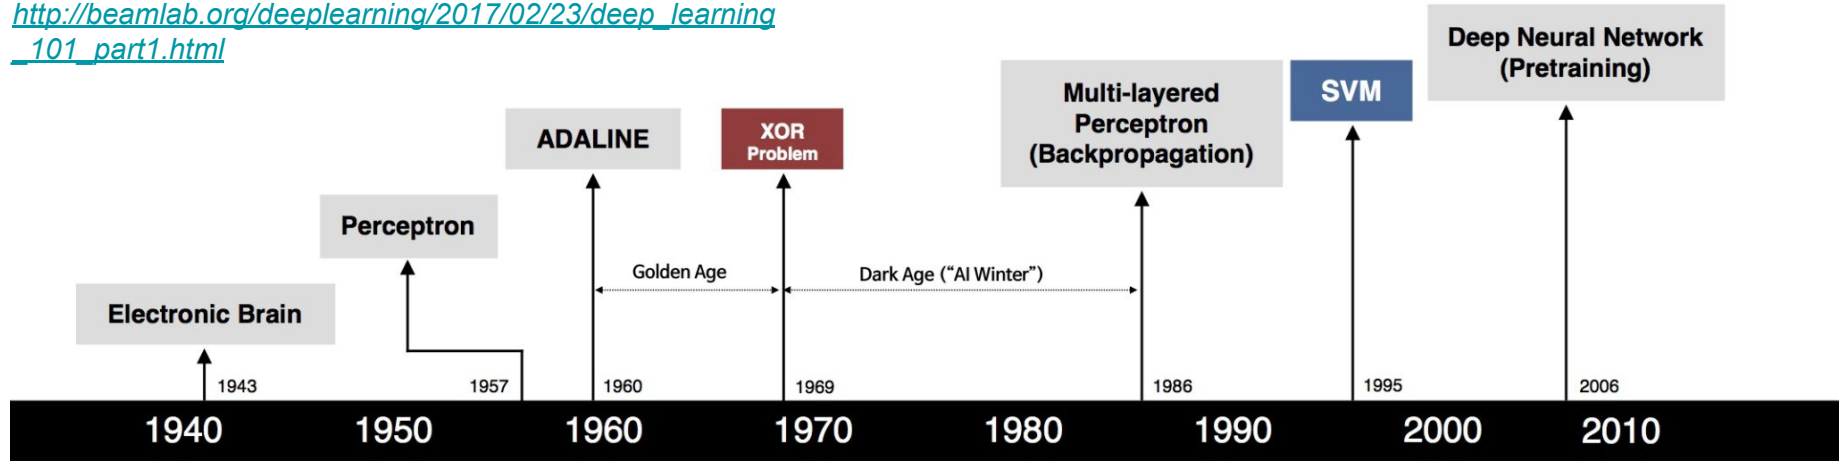 http://beamlab.org/deeplearning/2017/02/23/deep_learning
_101_part1.html
Deep Neural Network
(Pretraining)
Multi-layered
Perceptron
(Backpropagation)
SVM
ADALINE
XOR
Problem
Perceptron
Golden Age
Dark Age ("AI Winter")
Electronic Brain
1943
1957
1960
1969
1986
1995
2006
1940
1950
1960
1970
1980
1990
2000
2010